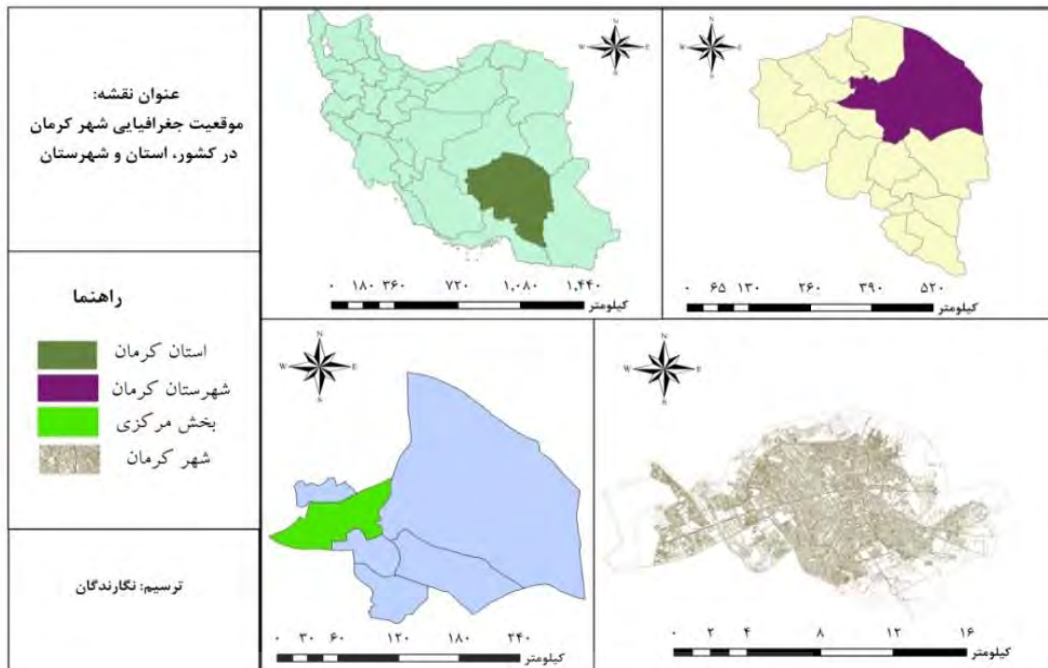 عنوان نقشه:
موقعیت جغرافیایی شهر کرمان
در کشور، استان و شهرستان
راهنما
استان کرمان
شهرستان کرمان
بخش مرکزی
شهر کرمان
ترسیم: نگارندگان
N
W E
S
۰ ۱۸۰ ۳۶۰ ۷۲۰ ۱,۰۸۰ ۱,۴۴۰
کیلومتر
N
W E
S
۰ ۶۵ ۱۳۰ ۲۶۰ ۳۹۰ ۵۲۰
کیلومتر
N
W E
S
۰ ۳۰ ۶۰ ۱۲۰ ۱۸۰ ۲۴۰
کیلومتر
N
W E
S
۰ ۲ ۴ ۸ ۱۲ ۱۶
کیلومتر